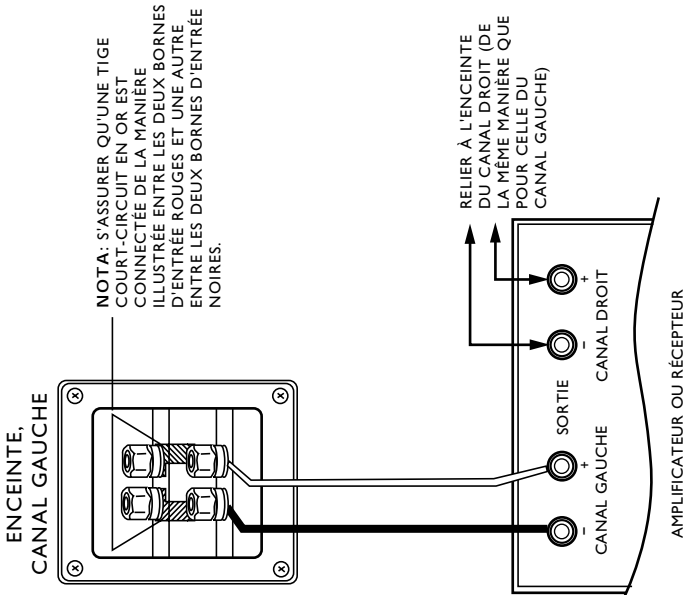 ENCEINTE,
CANAL GAUCHE
NOTA: S'ASSURER QU'UNE TIGE
COURT-CIRCUIT EN OR EST
CONNECTÉE DE LA MANIÈRE
ILLUSTRÉE ENTRE LES DEUX BORNES
D'ENTRÉE ROUGES ET UNE AUTRE
ENTRE LES DEUX BORNES D'ENTRÉE
NOIRES.
RELIER À L'ENCEINTE
DU CANAL DROIT (DE
LA MÊME MANIÈRE QUE
POUR CELLE DU
CANAL GAUCHE)
– + SORTIE – +
CANAL GAUCHE CANAL DROIT
AMPLIFICATEUR OU RÉCEPTEUR